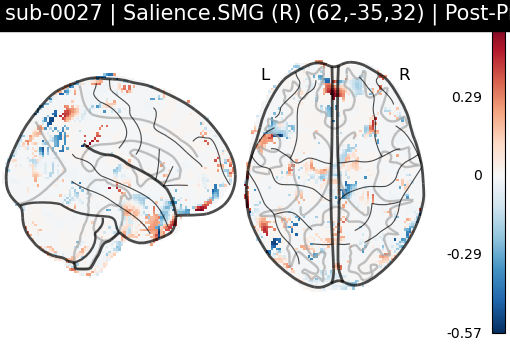 sub-0027 | Salience.SMG (R) (62,-35,32) | Post-P
L
R
0.29
0
-0.29
-0.57